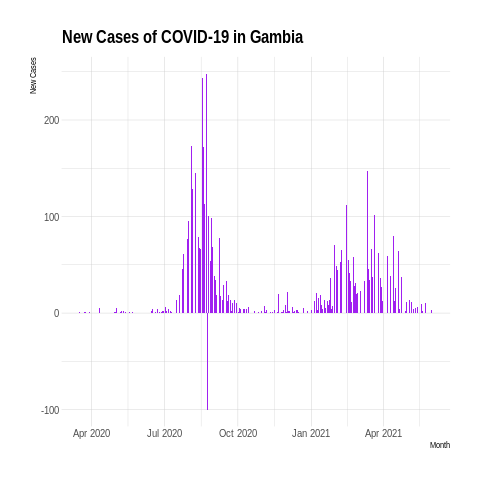 New Cases of COVID-19 in Gambia
New Cases
200
100
0
-100
Apr 2020 Jul 2020 Oct 2020 Jan 2021 Apr 2021
Month